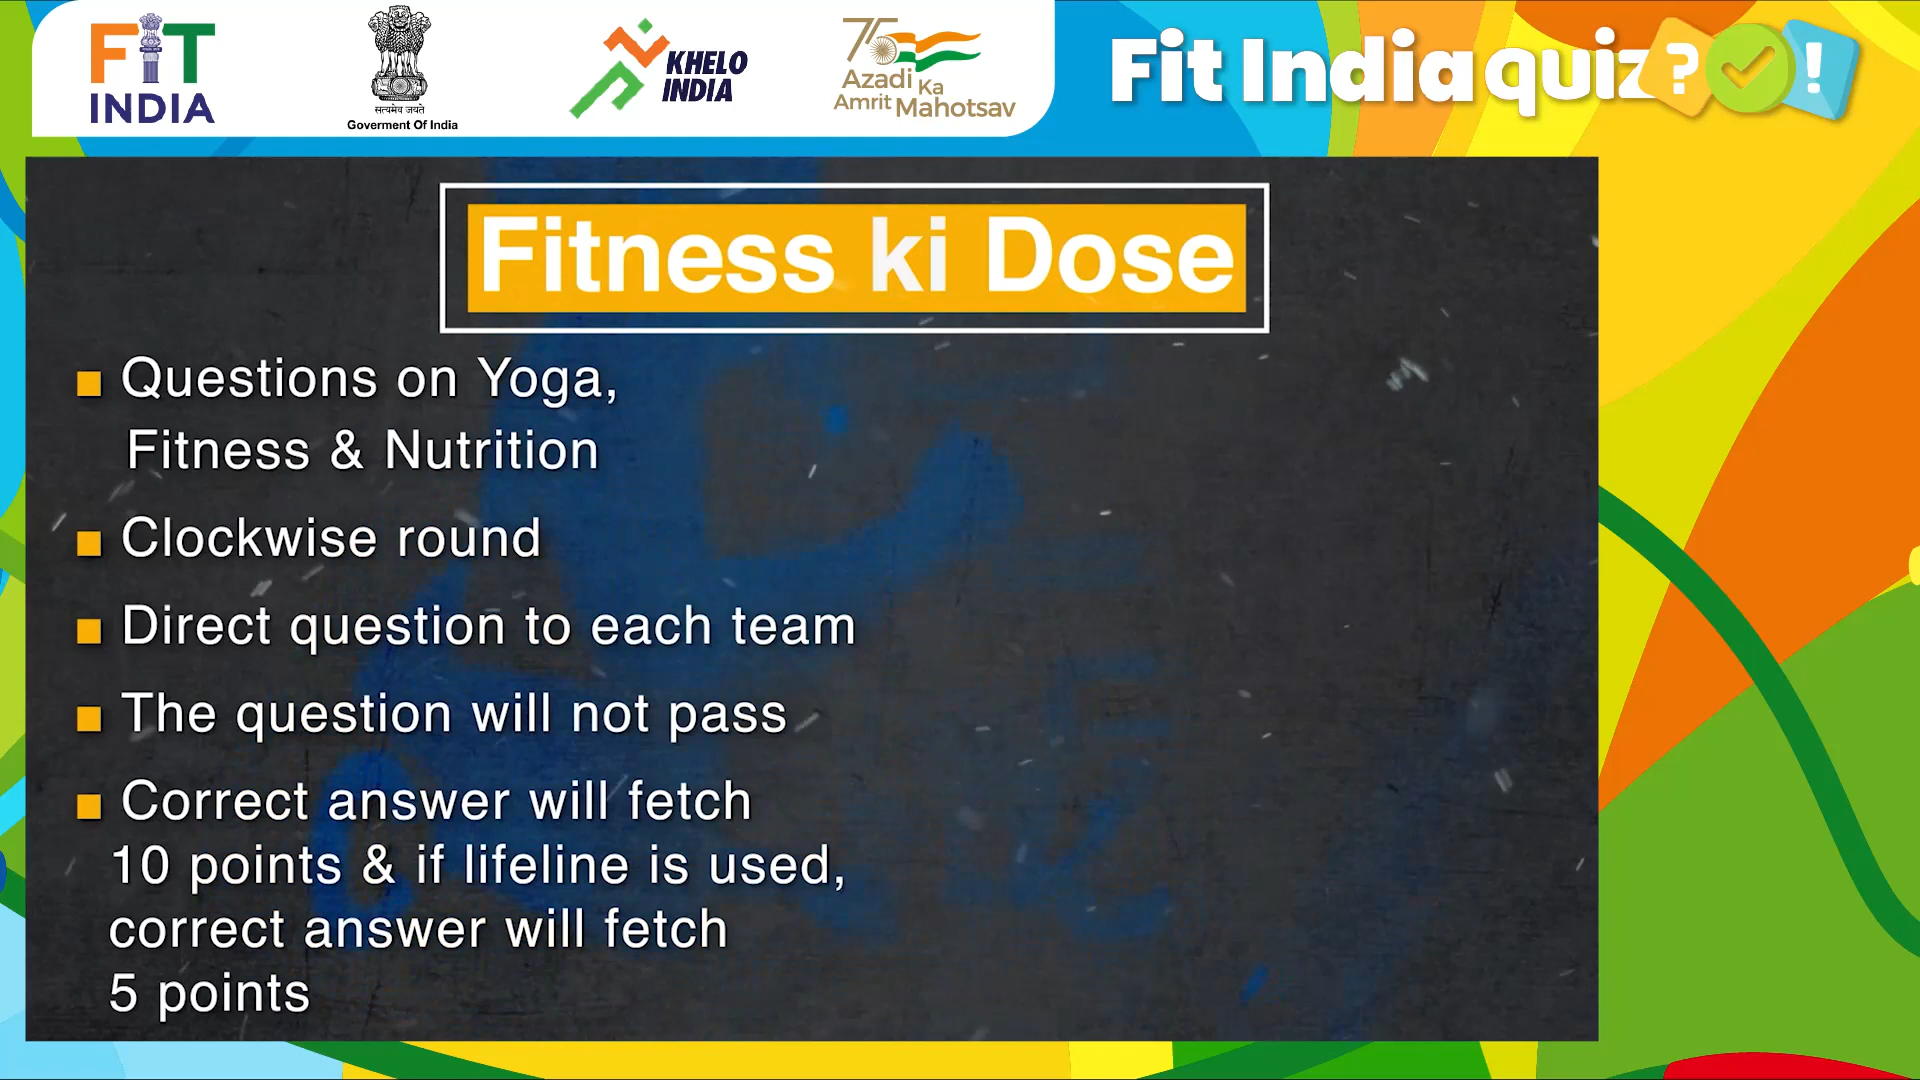 FIT
INDIA
सत्यमेव जयते
Goverment Of India
KHELO
INDIA
75
Azadi Ka
Amrit Mahotsav
Fit India quiz?!
Fitness ki Dose
Questions on Yoga,
Fitness & Nutrition
Clockwise round
Direct question to each team
The question will not pass
Correct answer will fetch
10 points & if lifeline is used,
correct answer will fetch
5 points